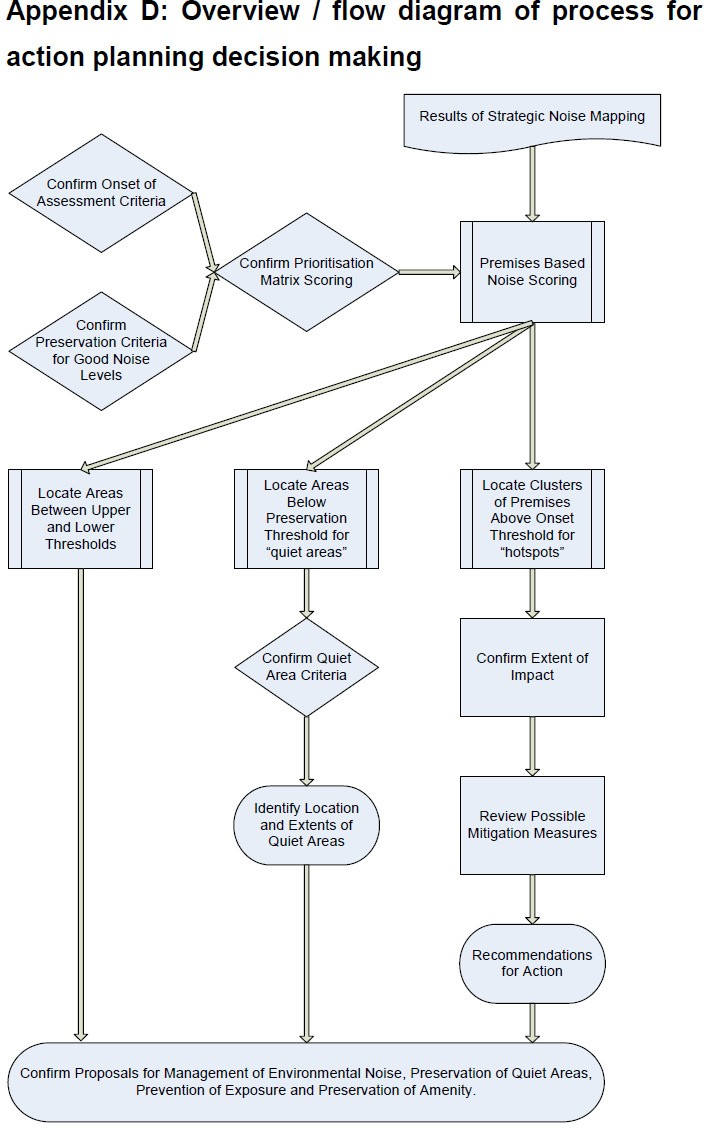 Appendix D: Overview / flow diagram of process for
action planning decision making
Results of Strategic Noise Mapping
Confirm Onset of
Assessment Criteria
Confirm Prioritisation
Matrix Scoring
Premises Based
Noise Scoring
Confirm
Preservation Criteria
for Good Noise
Levels
Locate Areas
Between Upper
and Lower
Thresholds
Locate Areas
Below
Preservation
Threshold for
“quiet areas”
Locate Clusters
of Premises
Above Onset
Threshold for
“hotspots”
Confirm Quiet
Area Criteria
Confirm Extent of
Impact
Identify Location
and Extents of
Quiet Areas
Review Possible
Mitigation Measures
Recommendations
for Action
Confirm Proposals for Management of Environmental Noise, Preservation of Quiet Areas,
Prevention of Exposure and Preservation of Amenity.